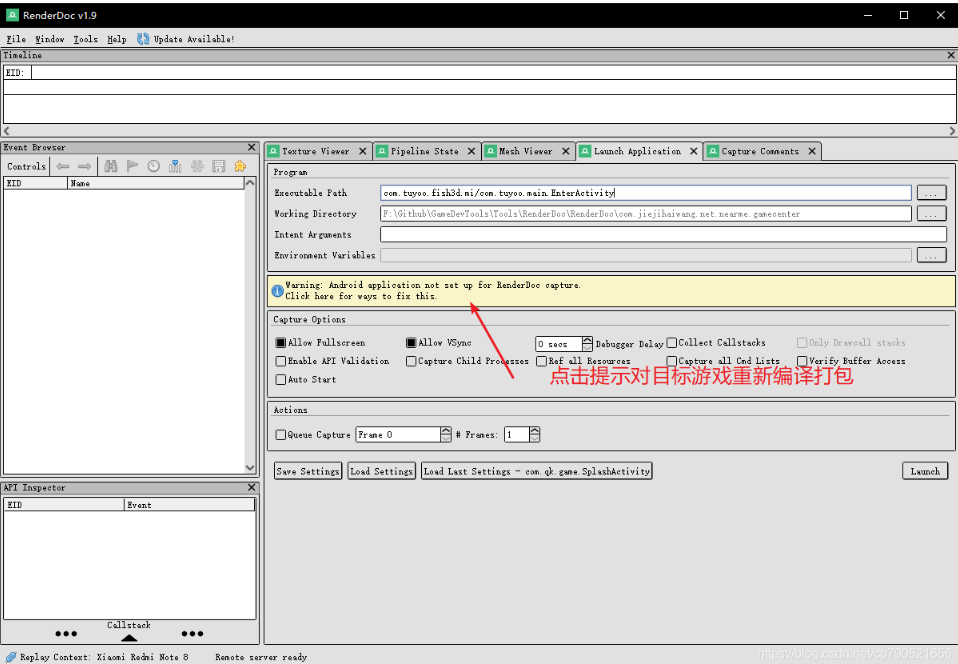 RenderDoc v1.9
File Window Tools Help Update Available!
Timeline
EID:
Event Browser
Controls
EID Name
Texture Viewer Pipeline State Mesh Viewer Launch Application Capture Comments
Program
Executable Path com.tuyoo.fish3d.mi/com.tuyoo.main.EnterActivity ...
Working Directory F:\Github\GameDevTools\Tools\RenderDoc\RenderDoc\com.jiejihaiwang.net.nearme.gamecenter ...
Intent Arguments
Environment Variables ...
Warning: Android application not set up for RenderDoc capture.
Click here for ways to fix this.
Capture Options
Allow Fullscreen Allow VSync 0 secs Debugger Delay Collect Callstacks Only Drawcall stacks
Enable API Validation Capture Child Processes Ref all Resources Capture all Cmd Lists Verify Buffer Access
点击提示对目标游戏重新编译打包
Auto Start
Actions
Queue Capture Frame 0 # Frames: 1
Save Settings Load Settings Load Last Settings - com.qk.game.SplashActivity Launch
API Inspector
EID Event
Callstack
Replay Context: Xiaomi Redmi Note 8 Remote server ready
https://blog.csdn.net/cp790621656